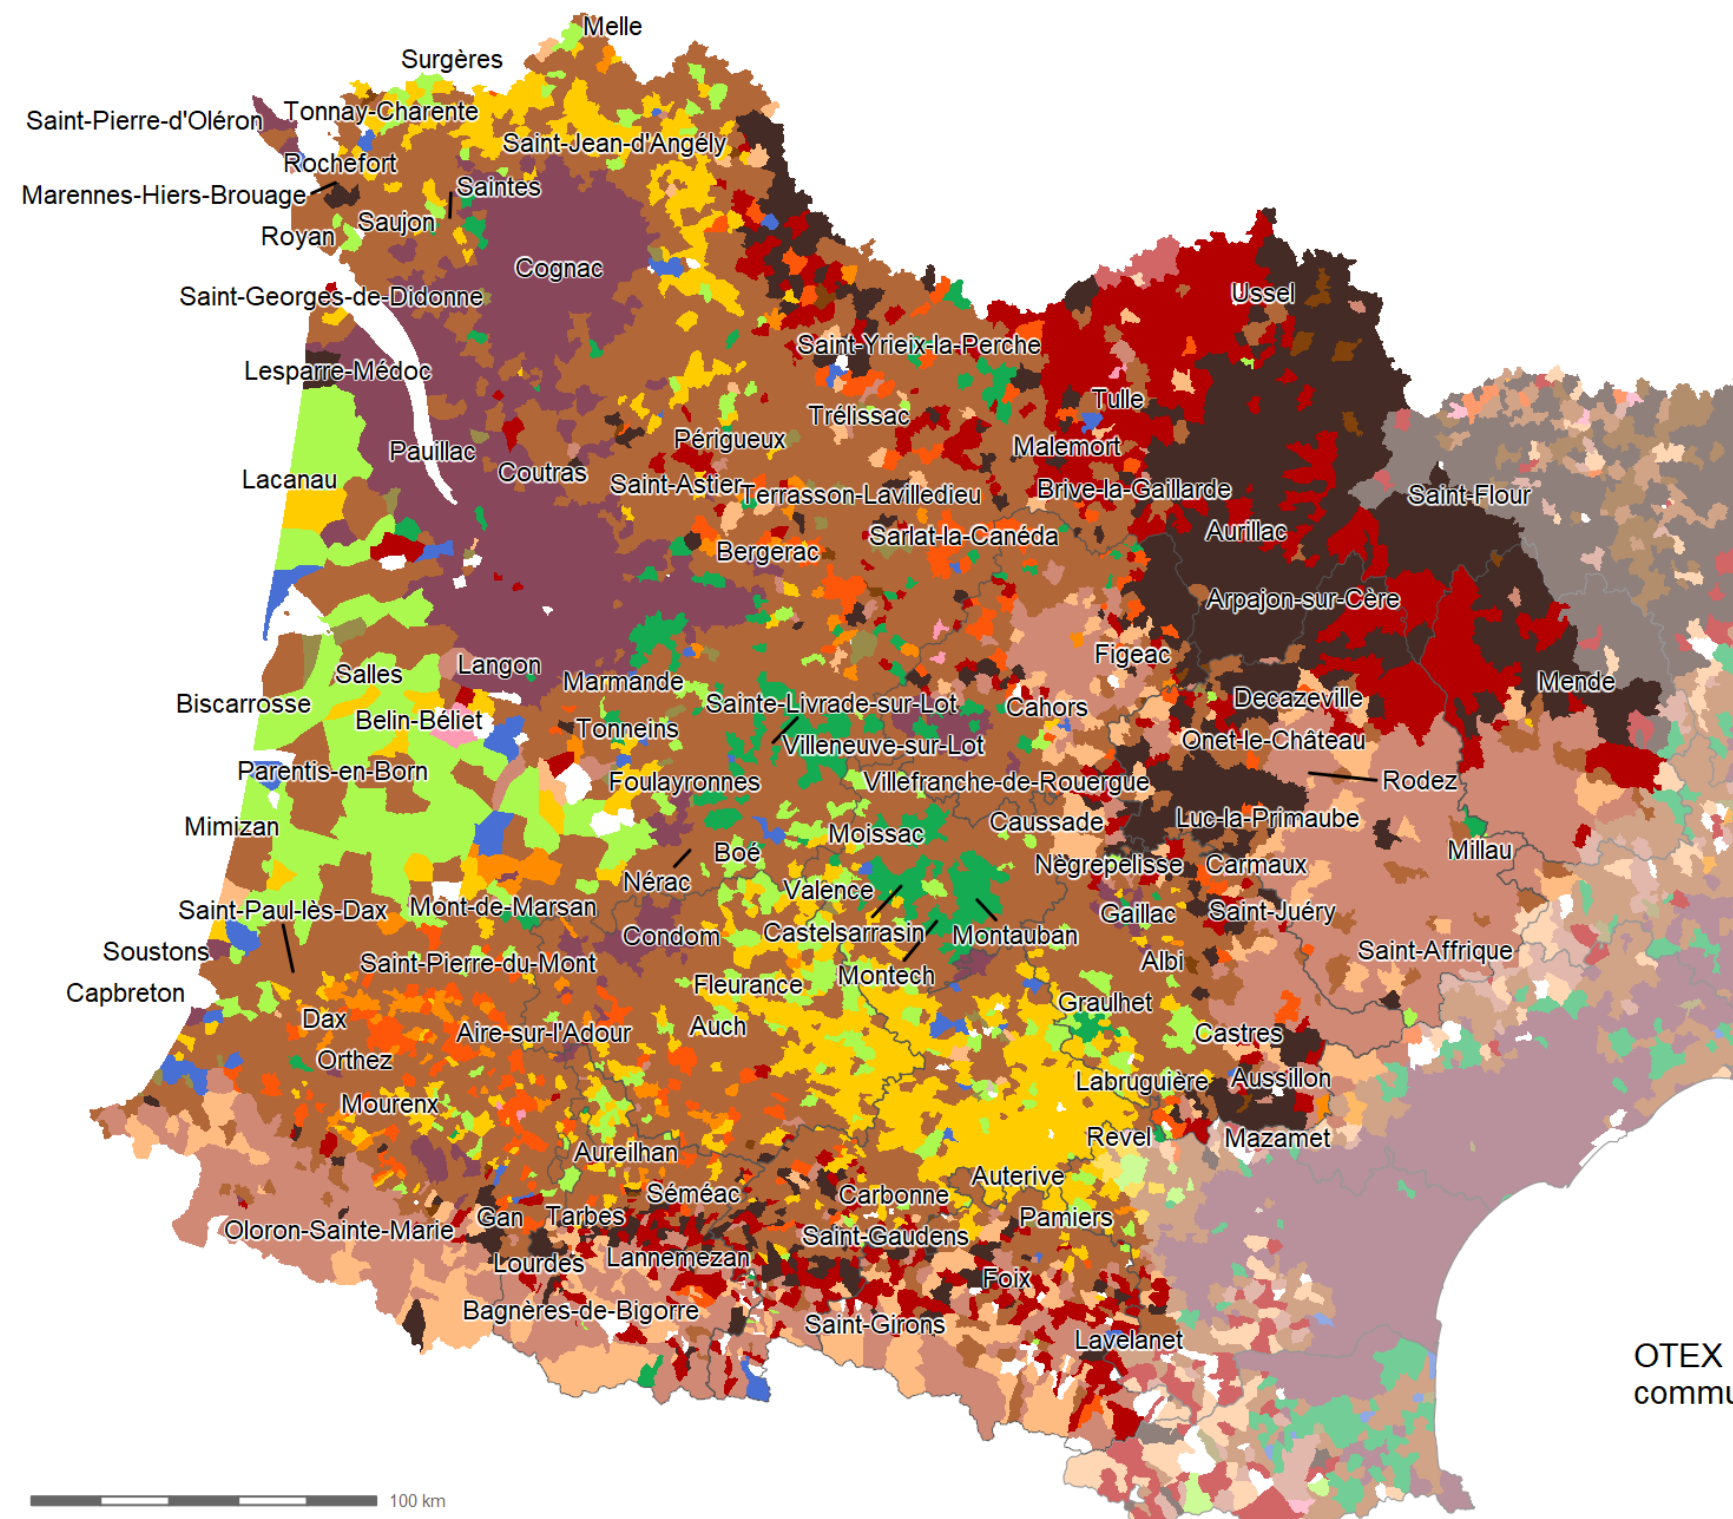 Melle
Surgères
Saint-Pierre-d'Oléron
Tonnay-Charente
Saint-Jean-d'Angély
Rochefort
Marennes-Hiers-Brouage
Saintes
Saujon
Royan
Cognac
Saint-Georges-de-Didonne
Ussel
Saint-Yrieix-la-Perche
Lesparre-Médoc
Tulle
Trélissac
Périgueux
Malemort
Pauillac
Coutras
Lacanau
Saint-Astier
Terrasson-Lavilledieu
Brive-la-Gaillarde
Saint-Flour
Aurillac
Sarlat-la-Canéda
Bergerac
Arpajon-sur-Cère
Figeac
Langon
Salles
Marmande
Mende
Biscarrosse
Sainte-Livrade-sur-Lot
Cahors
Decazeville
Belin-Béliet
Tonneins
Villeneuve-sur-Lot
Onet-le-Château
Parentis-en-Born
Foulayronnes
Villefranche-de-Rouergue
Rodez
Mimizan
Moissac
Caussade
Luc-la-Primaube
Boé
Millau
Nègrepelisse
Carmaux
Nérac
Valence
Saint-Paul-lès-Dax
Mont-de-Marsan
Gaillac
Saint-Juéry
Condom
Castelsarrasin
Montauban
Soustons
Saint-Pierre-du-Mont
Albi
Saint-Affrique
Montech
Capbreton
Fleurance
Graulhet
Dax
Aire-sur-l'Adour
Auch
Castres
Orthez
Labruguière
Aussillon
Mourenx
Revel
Mazamet
Aureilhan
Auterive
Séméac
Carbonne
Gan
Tarbes
Pamiers
Oloron-Sainte-Marie
Saint-Gaudens
Lourdes
Lannemezan
Foix
Bagnères-de-Bigorre
Saint-Girons
Lavelanet
OTEX
commu
100 km